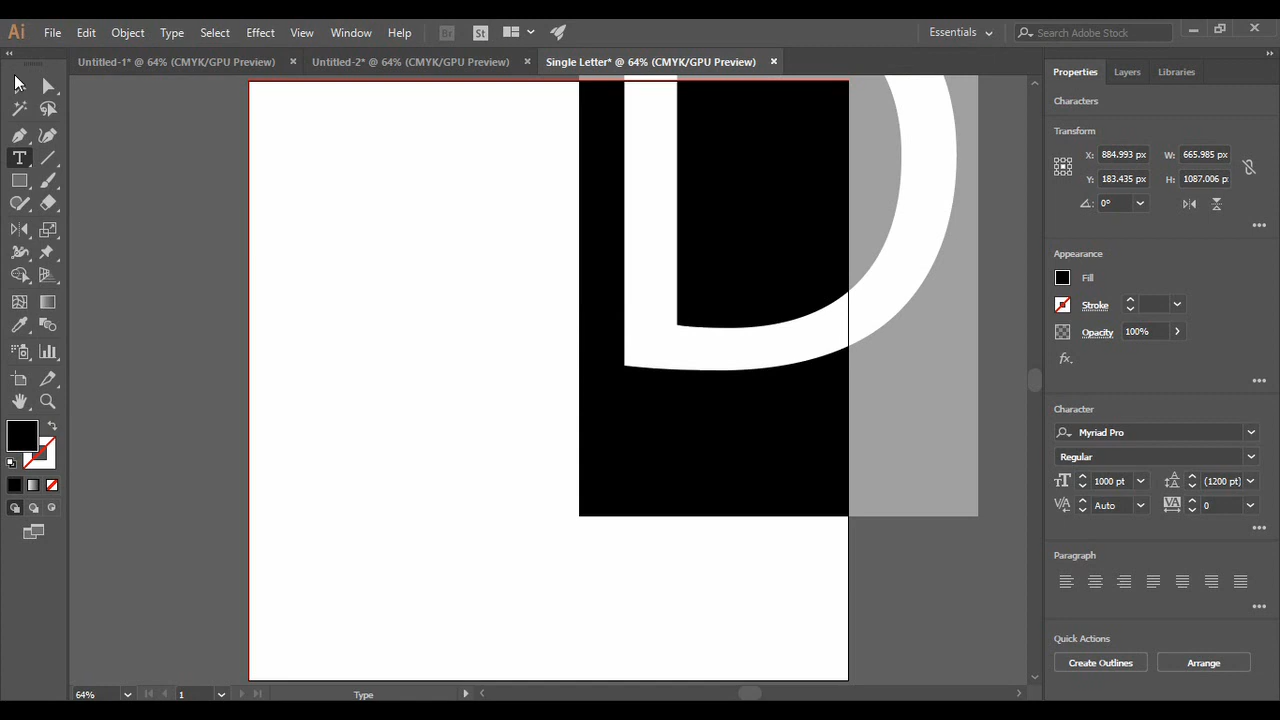 Ai File Edit Object Type Select Effect View Window Help Br St Essentials Search Adobe Stock
Untitled-1* @ 64% (CMYK/GPU Preview) × Untitled-2* @ 64% (CMYK/GPU Preview) × Single Letter* @ 64% (CMYK/GPU Preview) ×
Properties Layers Libraries
Characters
Transform
X: 884.993 px W: 665.985 px
Y: 183.435 px H: 1087.006 p
0°
Appearance
Fill
Stroke
Opacity 100%
fx.
Character
Myriad Pro
Regular
1000 pt (1200 pt)
Auto 0
Paragraph
Quick Actions
Create Outlines Arrange
D
64% 1 Type